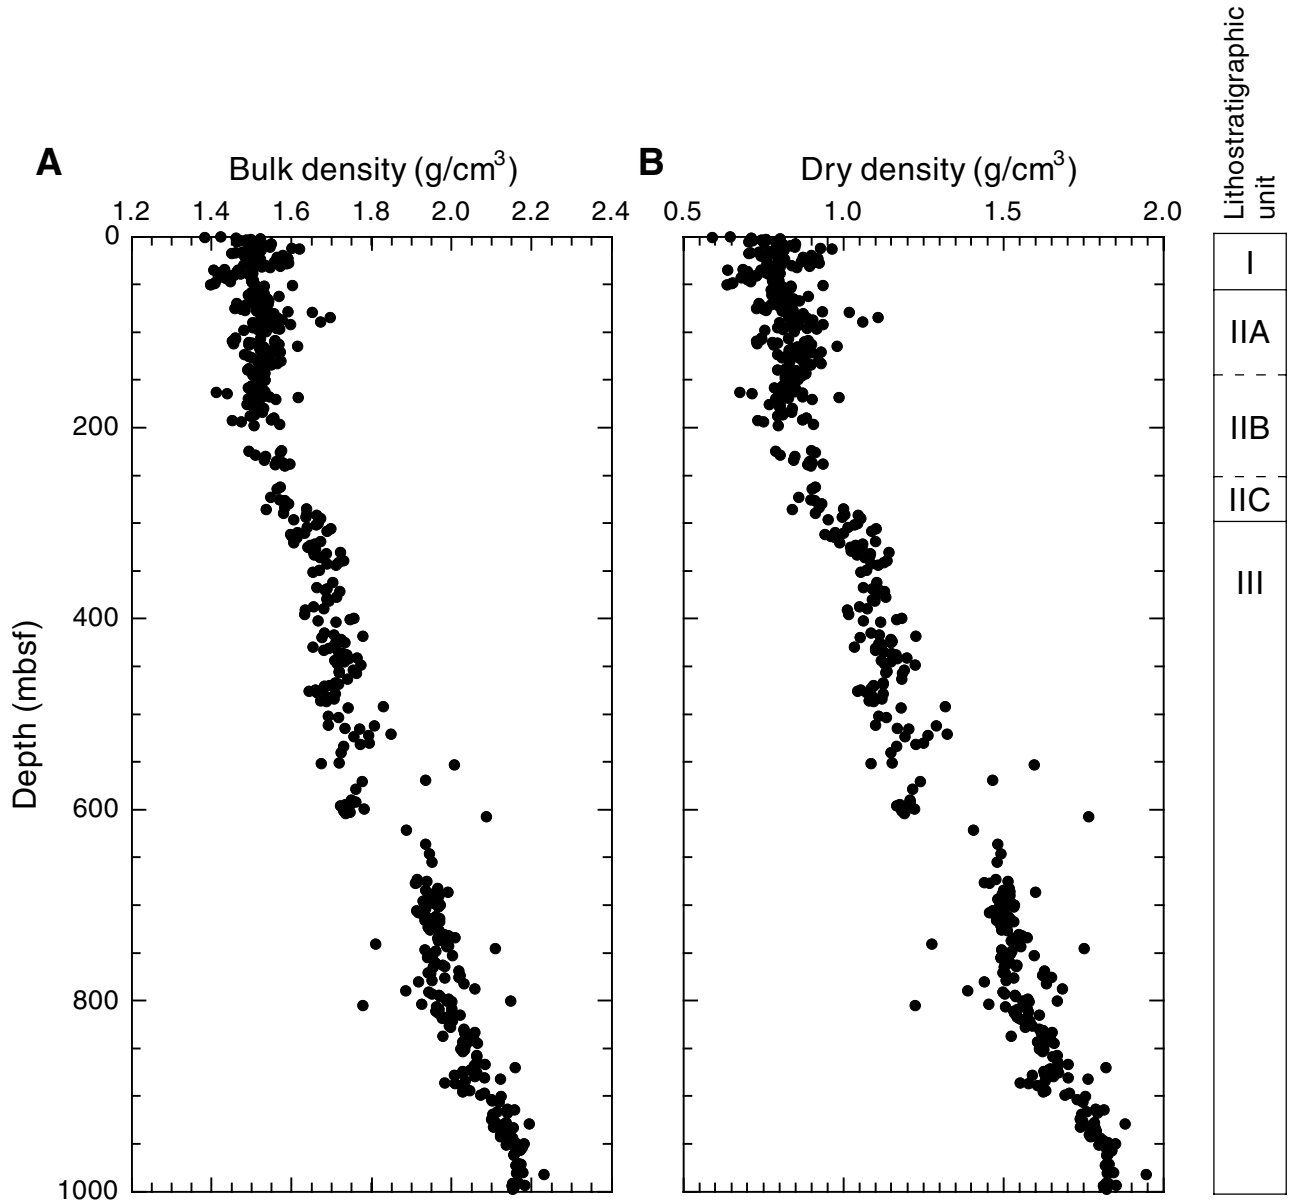 Lithostratigraphic
unit
A
Bulk density (g/cm³)
B
Dry density (g/cm³)
1.2 1.4 1.6 1.8 2.0 2.2 2.4
0.5 1.0 1.5 2.0
0
200
400
600
800
1000
Depth (mbsf)
I
IIA
IIB
IIC
III